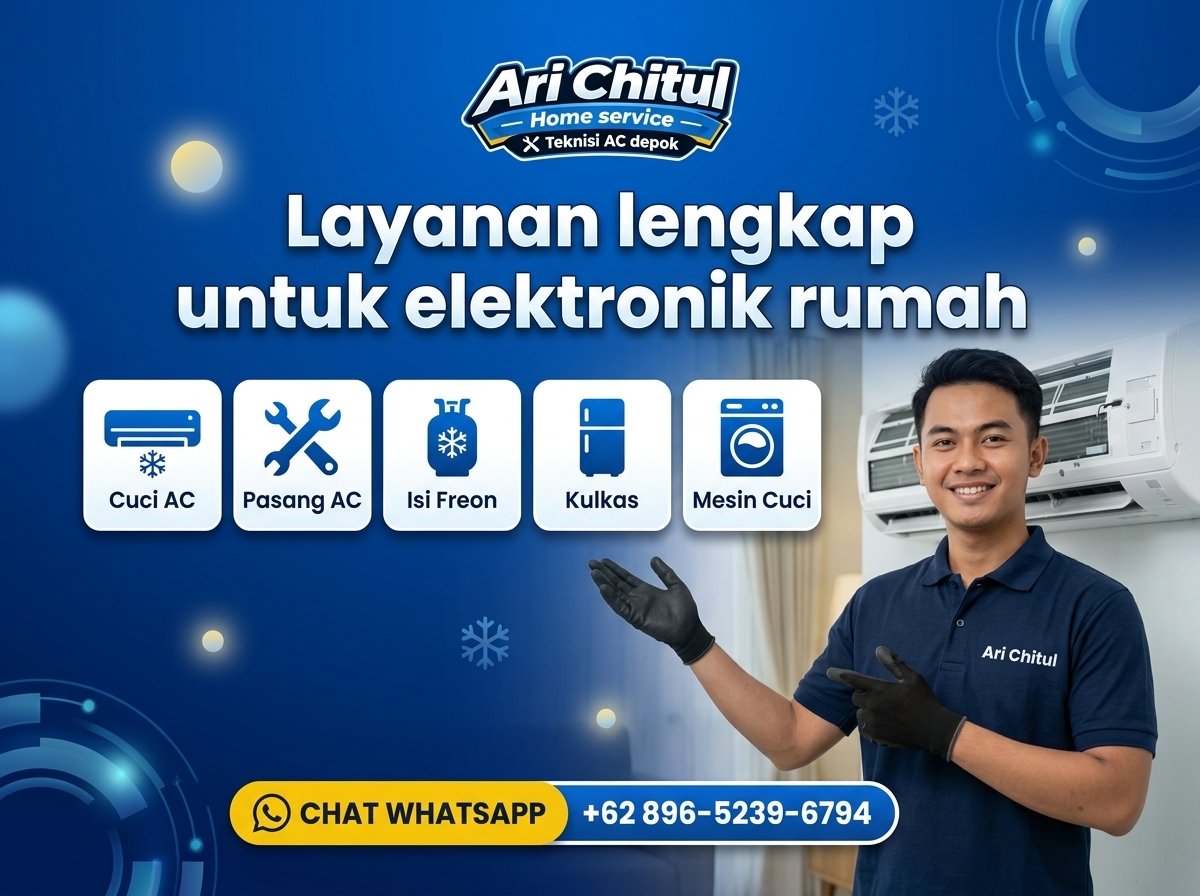 Ari Chitul
Home service
Teknisi AC depok
Layanan lengkap
untuk elektronik rumah
Cuci AC
Pasang AC
Isi Freon
Kulkas
Mesin Cuci
Ari Chitul
CHAT WHATSAPP
+62 896-5239-6794